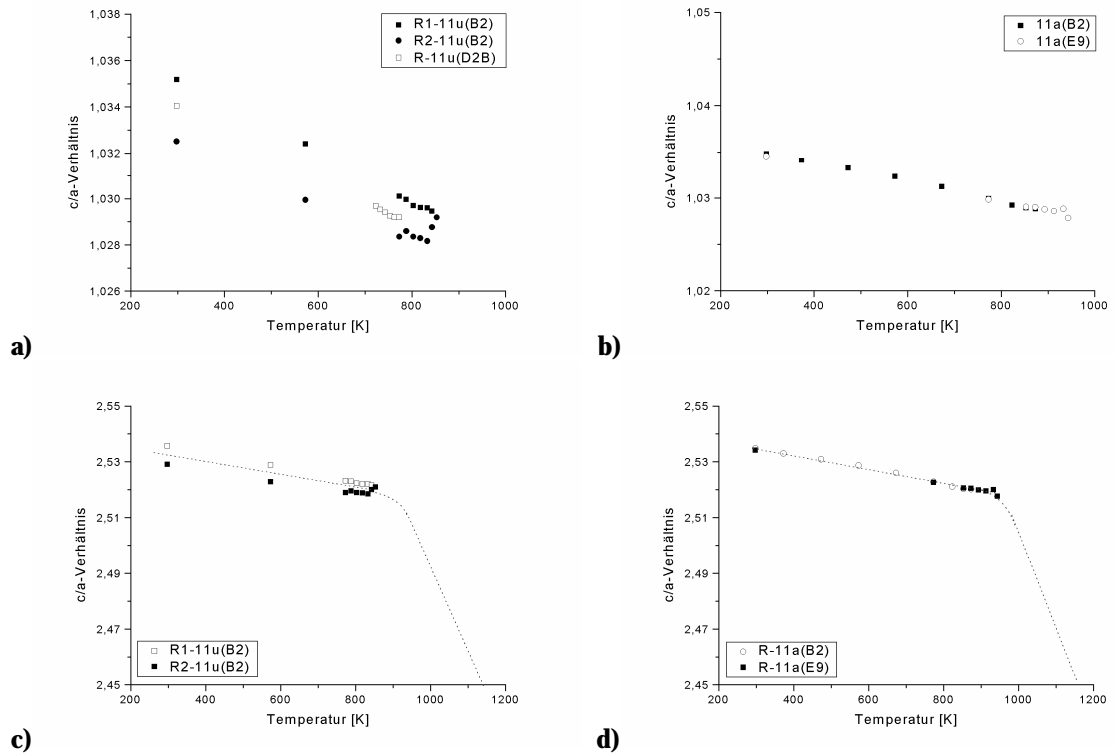 1,038
1,036
1,034
1,032
1,030
1,028
1,026
c/a-Verhältnis
R1-11u(B2)
R2-11u(B2)
R-11u(D2B)
200 400 600 800 1000
Temperatur [K]
a)
1,05
1,04
1,03
1,02
c/a-Verhältnis
11a(B2)
11a(E9)
200 400 600 800 1000
Temperatur [K]
b)
2,55
2,53
2,51
2,49
2,47
2,45
c/a-Verhältnis
R1-11u(B2)
R2-11u(B2)
200 400 600 800 1000 1200
Temperatur [K]
c)
2,55
2,53
2,51
2,49
2,47
2,45
c/a-Verhältnis
R-11a(B2)
R-11a(E9)
200 400 600 800 1000 1200
Temperatur [K]
d)